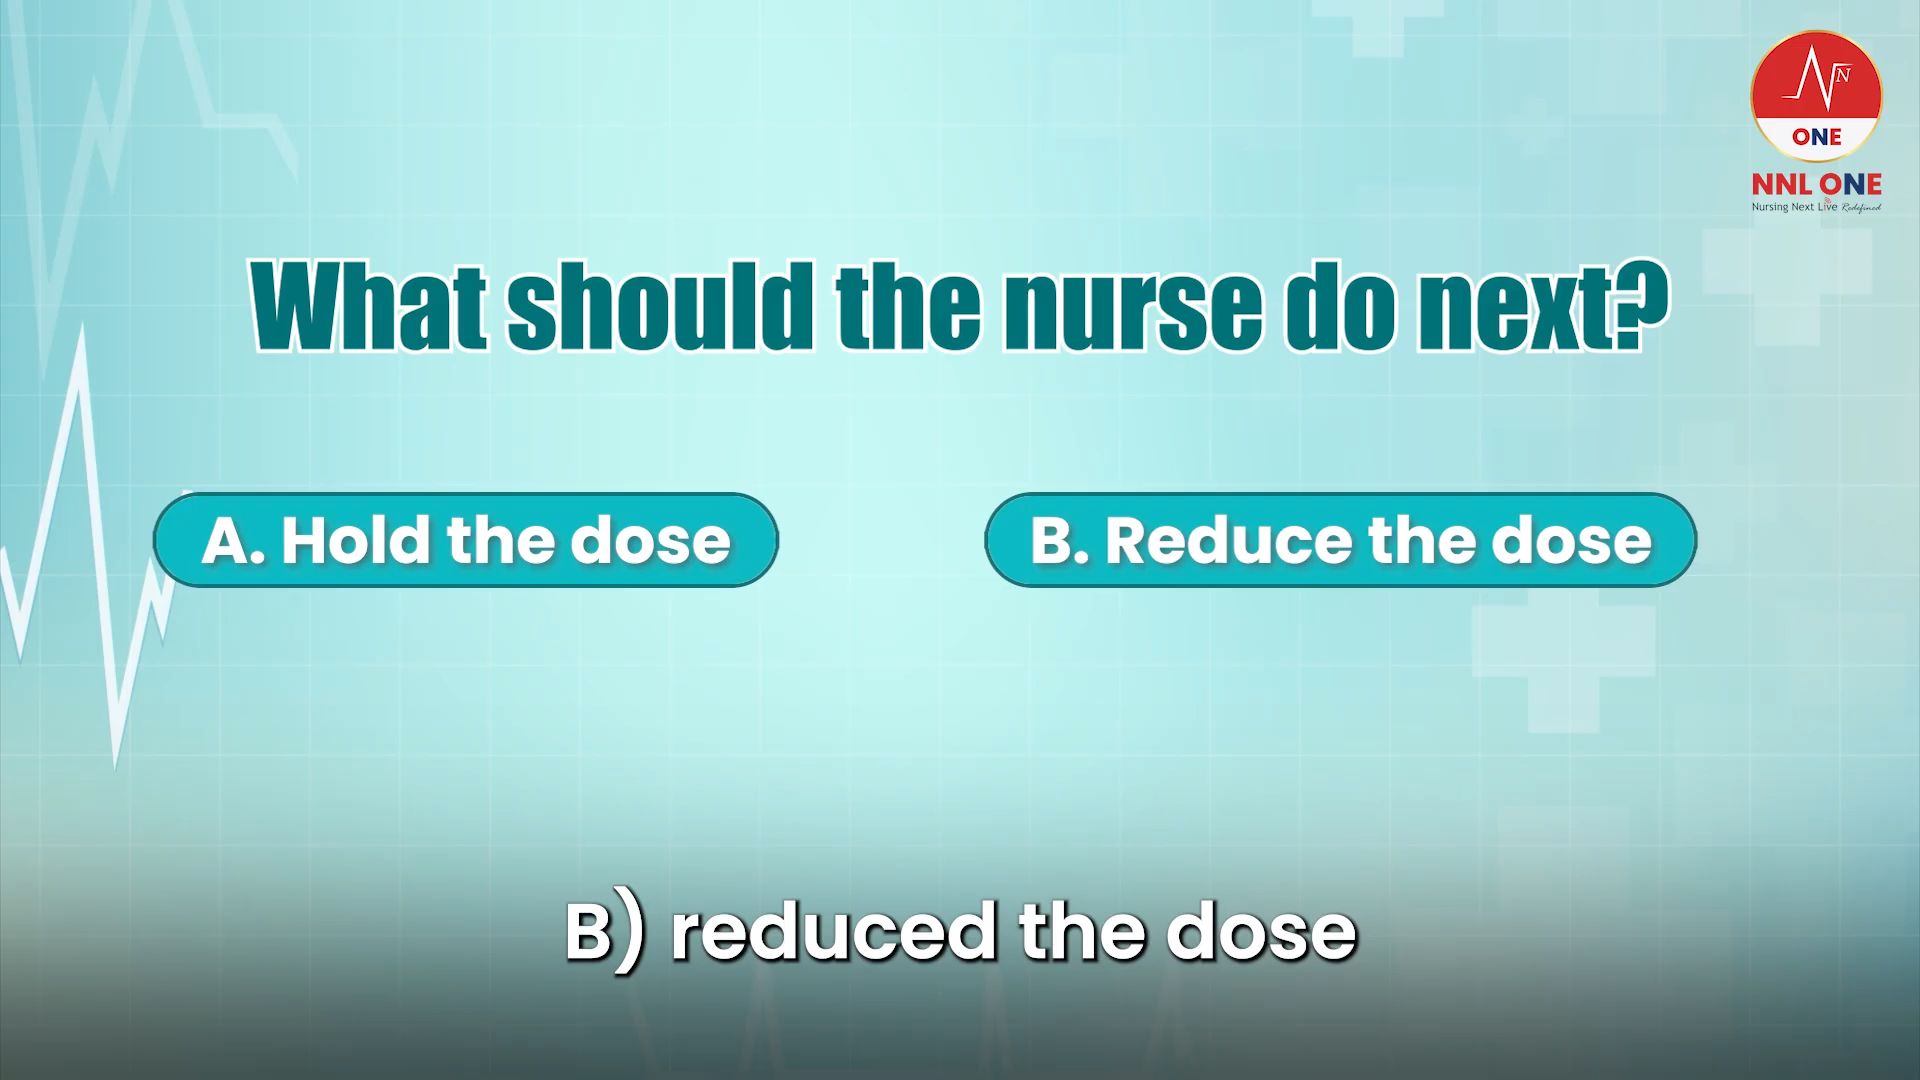 N
ONE
NNL ONE
Nursing Next Live Redefined
What should the nurse do next?
A. Hold the dose
B. Reduce the dose
B) reduced the dose